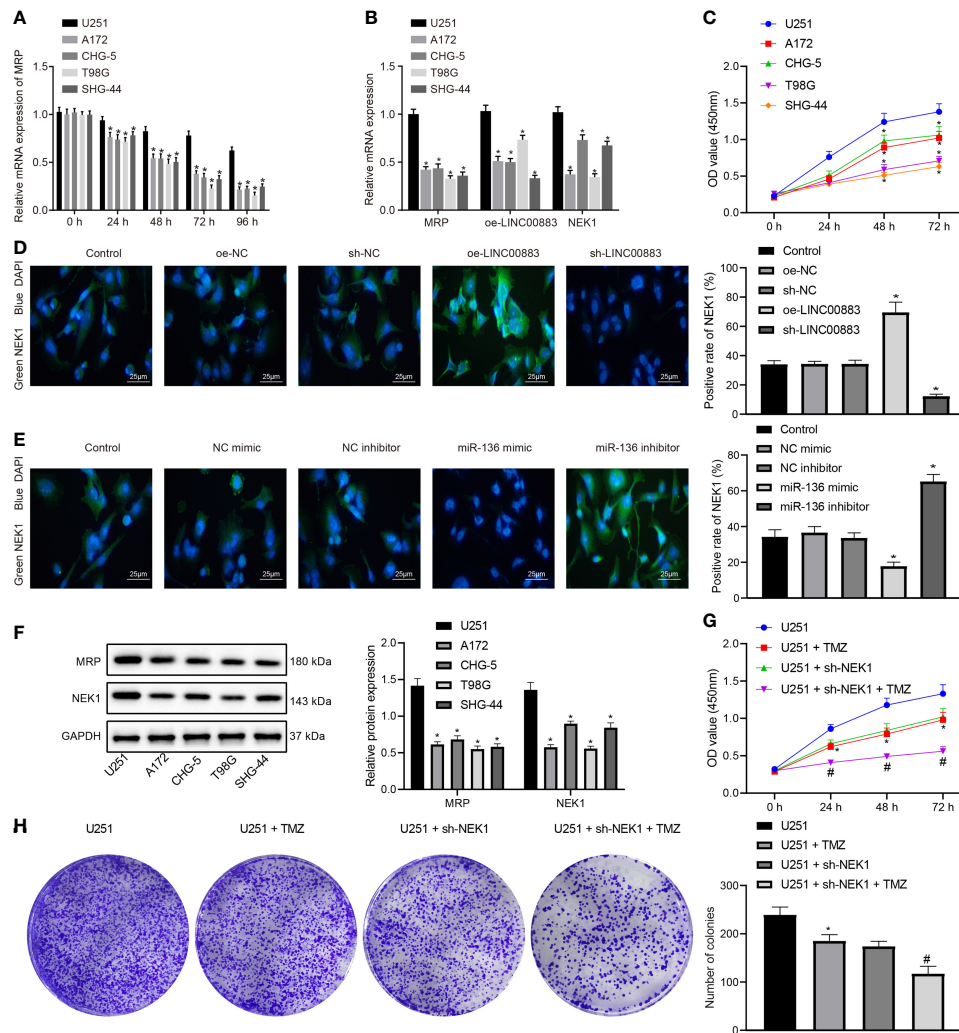 A
U251
A172
CHG-5
T98G
SHG-44
Relative mRNA expresion of MRP
1.5
1.0
0.5
0.0
* * * *
* * * *
* * * *
* * * *
0 h
24 h
48 h
72 h
96 h
B
U251
A172
CHG-5
T98G
SHG-44
Relative mRNA expression
1.5
1.0
0.5
0.0
* * * *
* * * *
* * * *
MRP
oe-LINC00883
NEK1
C
U251
A172
CHG-5
T98G
SHG-44
OD value (450nm)
2.0
1.5
1.0
0.5
0.0
* * * *
* * * *
0 h
24 h
48 h
72 h
D
Control
oe-NC
sh-NC
oe-LINC00883
sh-LINC00883
Green NEK1 Blue DAPI
25μm
25μm
25μm
25μm
25μm
Control
oe-NC
sh-NC
oe-LINC00883
sh-LINC00883
Positive rate of NEK1 (%)
100
80
60
40
20
0
*
*
E
Control
NC mimic
NC inhibitor
miR-136 mimic
miR-136 inhibitor
Green NEK1 Blue DAPI
25μm
25μm
25μm
25μm
25μm
Control
NC mimic
NC inhibitor
miR-136 mimic
miR-136 inhibitor
Positive rate of NEK1 (%)
100
80
60
40
20
0
*
*
F
MRP
180 kDa
NEK1
143 kDa
GAPDH
37 kDa
U251
A172
CHG-5
T98G
SHG-44
U251
A172
CHG-5
T98G
SHG-44
Relative protein expression
2.0
1.5
1.0
0.5
0.0
* * * *
* * * *
MRP
NEK1
G
U251
U251 + TMZ
U251 + sh-NEK1
U251 + sh-NEK1 + TMZ
OD value (450nm)
2.0
1.5
1.0
0.5
0.0
* * *
# # #
0 h
24 h
48 h
72 h
H
U251
U251 + TMZ
U251 + sh-NEK1
U251 + sh-NEK1 + TMZ
U251
U251 + TMZ
U251 + sh-NEK1
U251 + sh-NEK1 + TMZ
Number of colonies
300
200
100
0
*
#